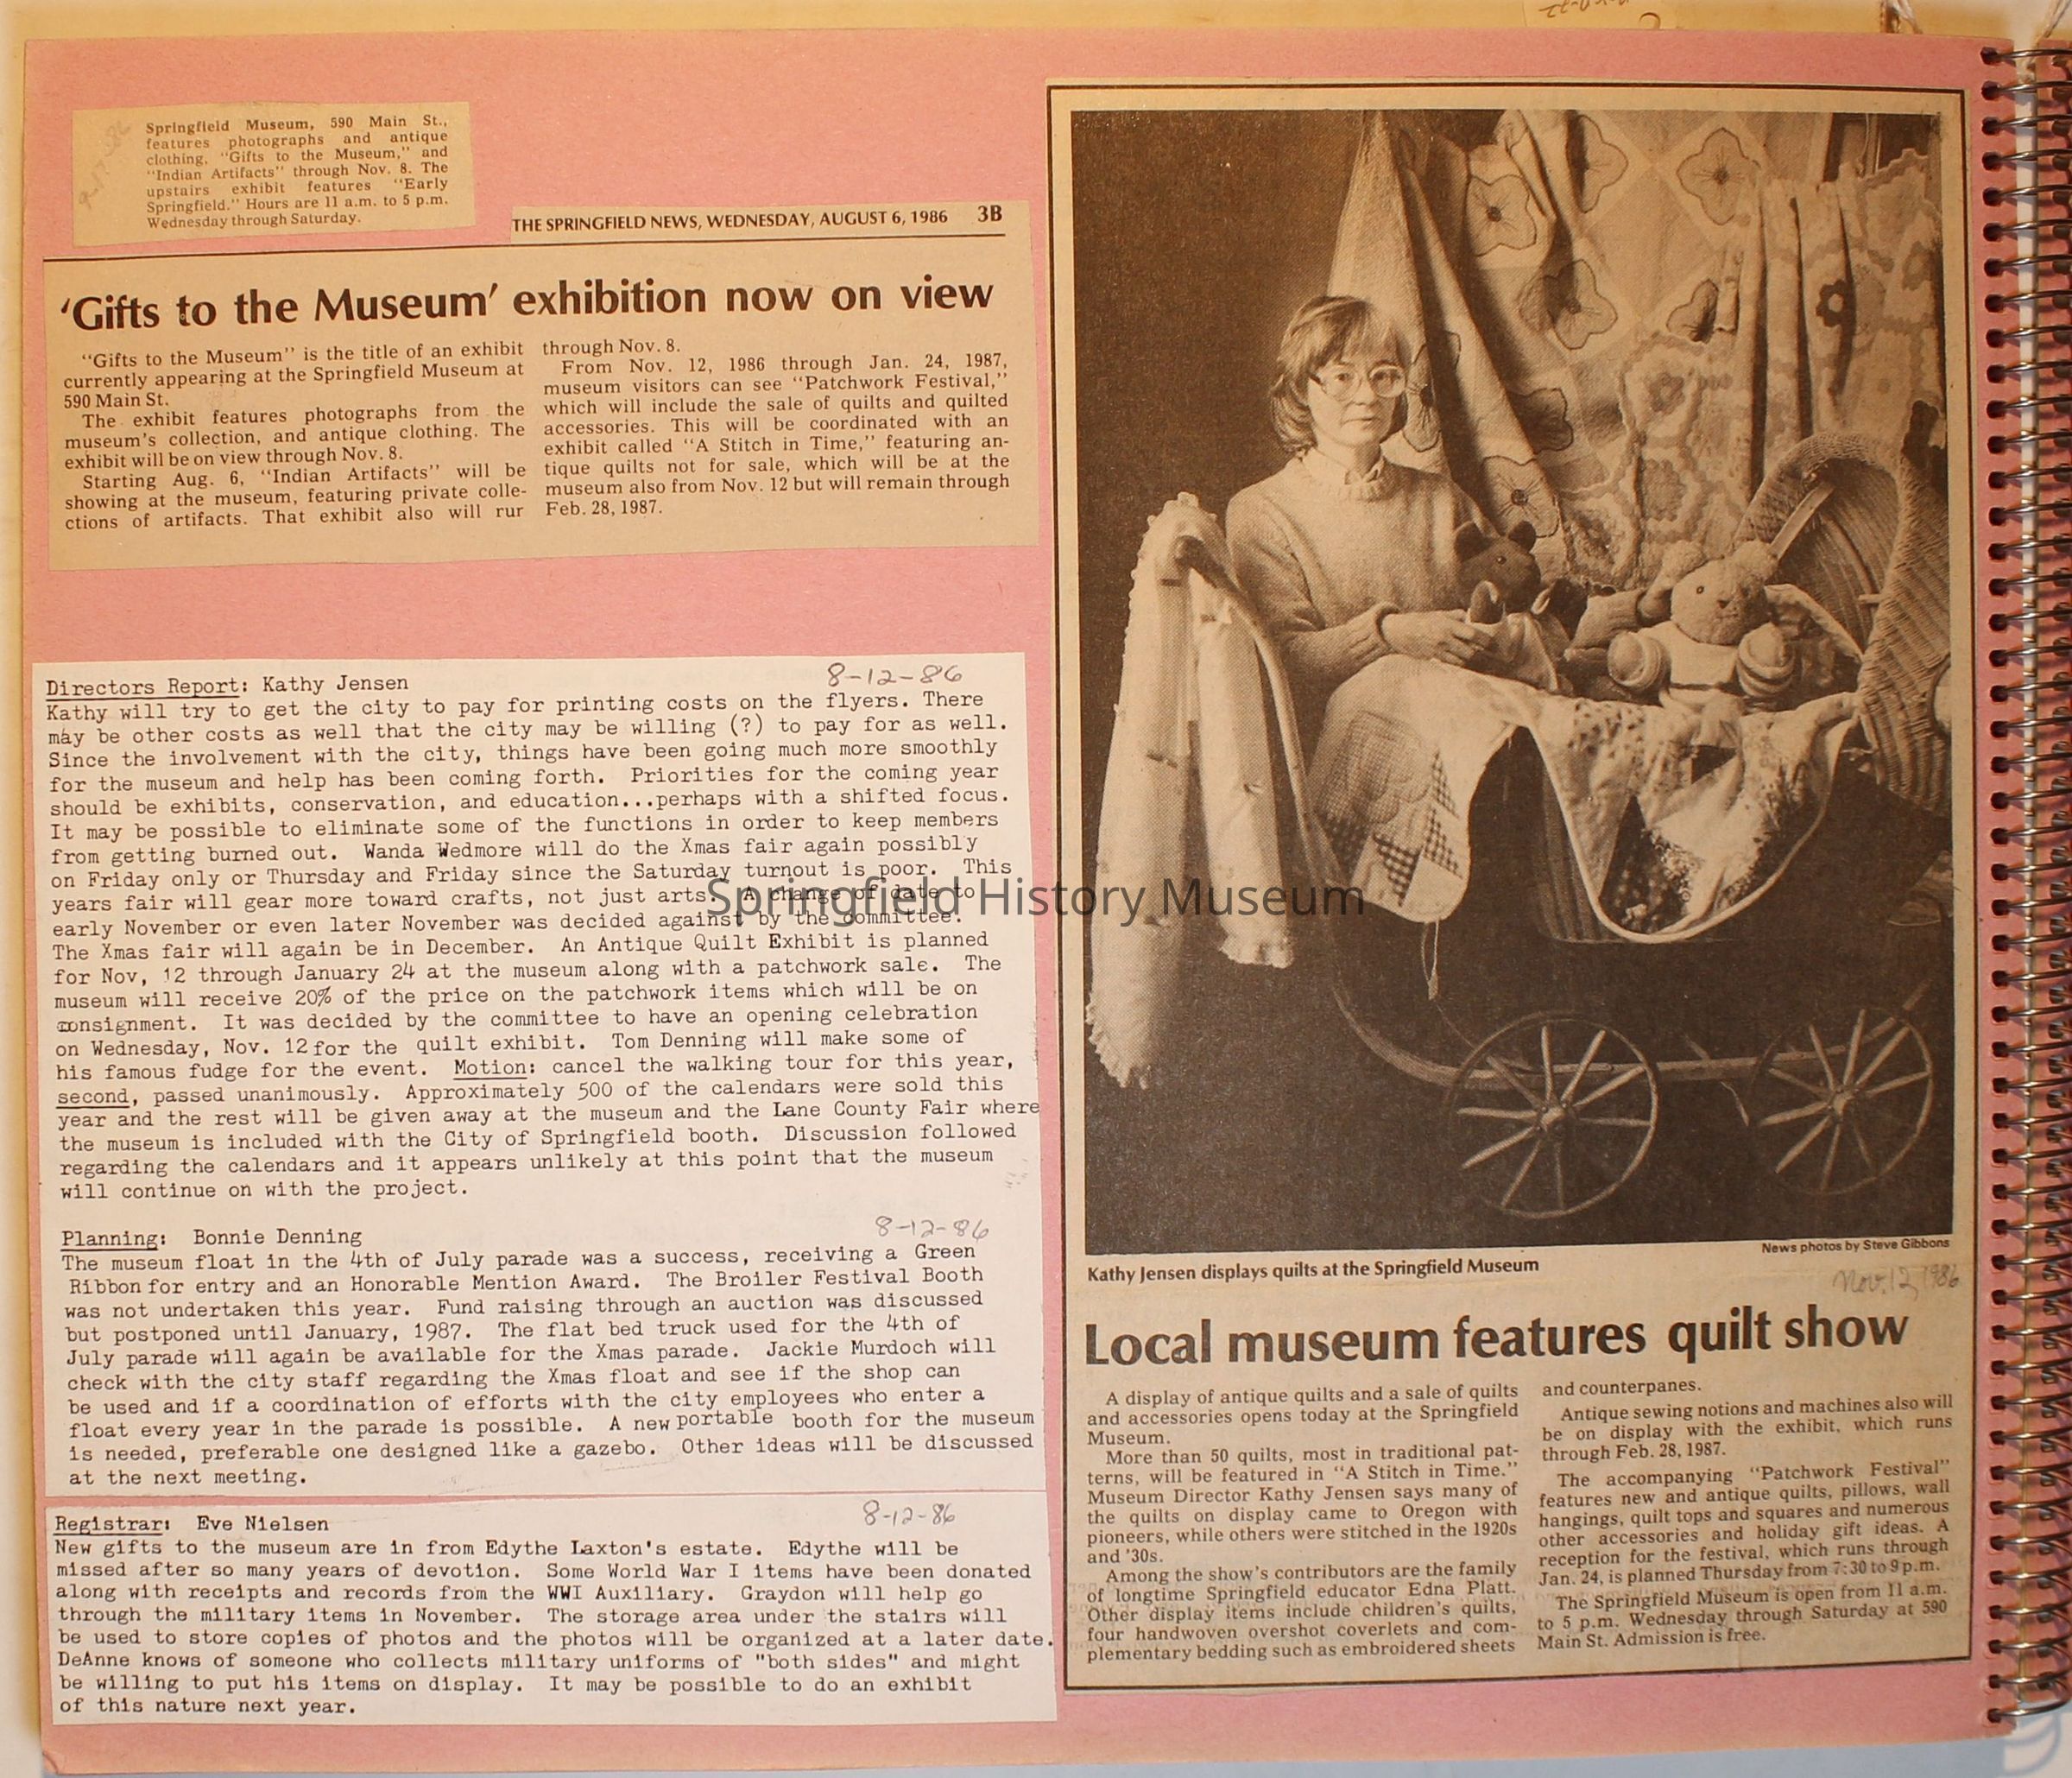 Springfield Museum, 590 Main St.,
features photographs and antique
clothing, "Gifts to the Museum," and
"Indian Artifacts" through Nov. 8. The
upstairs exhibit features "Early
Springfield." Hours are 11 a.m. to 5 p.m.
Wednesday through Saturday.
THE SPRINGFIELD NEWS, WEDNESDAY, AUGUST 6, 1986 3B
'Gifts to the Museum' exhibition now on view
"Gifts to the Museum" is the title of an exhibit
currently appearing at the Springfield Museum at
590 Main St.
The exhibit features photographs from the
museum's collection, and antique clothing. The
exhibit will be on view through Nov. 8.
Starting Aug. 6, "Indian Artifacts" will be
showing at the museum, featuring private colle-
ctions of artifacts. That exhibit also will rur
through Nov. 8.
From Nov. 12, 1986 through Jan. 24, 1987,
museum visitors can see "Patchwork Festival,"
which will include the sale of quilts and quilted
accessories. This will be coordinated with an
exhibit called "A Stitch in Time," featuring an-
tique quilts not for sale, which will be at the
museum also from Nov. 12 but will remain through
Feb. 28, 1987.
Directors Report: Kathy Jensen 8-12-86
Kathy will try to get the city to pay for printing costs on the flyers. There
may be other costs as well that the city may be willing (?) to pay for as well.
Since the involvement with the city, things have been going much more smoothly
for the museum and help has been coming forth. Priorities for the coming year
should be exhibits, conservation, and education...perhaps with a shifted focus.
It may be possible to eliminate some of the functions in order to keep members
from getting burned out. Wanda Wedmore will do the Xmas fair again possibly
on Friday only or Thursday and Friday since the Saturday turnout is poor. This
years fair will gear more toward crafts, not just arts. A change of date to
early November or even later November was decided against by the committee.
The Xmas fair will again be in December. An Antique Quilt Exhibit is planned
for Nov, 12 through January 24 at the museum along with a patchwork sale. The
museum will receive 20% of the price on the patchwork items which will be on
consignment. It was decided by the committee to have an opening celebration
on Wednesday, Nov. 12 for the quilt exhibit. Tom Denning will make some of
his famous fudge for the event. Motion: cancel the walking tour for this year,
second, passed unanimously. Approximately 500 of the calendars were sold this
year and the rest will be given away at the museum and the Lane County Fair where
the museum is included with the City of Springfield booth. Discussion followed
regarding the calendars and it appears unlikely at this point that the museum
will continue on with the project.
Planning: Bonnie Denning 8-12-86
The museum float in the 4th of July parade was a success, receiving a Green
Ribbon for entry and an Honorable Mention Award. The Broiler Festival Booth
was not undertaken this year. Fund raising through an auction was discussed
but postponed until January, 1987. The flat bed truck used for the 4th of
July parade will again be available for the Xmas parade. Jackie Murdoch will
check with the city staff regarding the Xmas float and see if the shop can
be used and if a coordination of efforts with the city employees who enter a
float every year in the parade is possible. A new portable booth for the museum
is needed, preferable one designed like a gazebo. Other ideas will be discussed
at the next meeting.
Registrar: Eve Nielsen 8-12-86
New gifts to the museum are in from Edythe Laxton's estate. Edythe will be
missed after so many years of devotion. Some World War I items have been donated
along with receipts and records from the WWI Auxiliary. Graydon will help go
through the military items in November. The storage area under the stairs will
be used to store copies of photos and the photos will be organized at a later date.
DeAnne knows of someone who collects military uniforms of "both sides" and might
be willing to put his items on display. It may be possible to do an exhibit
of this nature next year.
News photos by Steve Gibbons
Kathy Jensen displays quilts at the Springfield Museum
Nov. 12, 1986
Local museum features quilt show
A display of antique quilts and a sale of quilts
and accessories opens today at the Springfield
Museum.
More than 50 quilts, most in traditional pat-
terns, will be featured in "A Stitch in Time."
Museum Director Kathy Jensen says many of
the quilts on display came to Oregon with
pioneers, while others were stitched in the 1920s
and '30s.
Among the show's contributors are the family
of longtime Springfield educator Edna Platt.
Other display items include children's quilts,
four handwoven overshot coverlets and com-
plementary bedding such as embroidered sheets
and counterpanes.
Antique sewing notions and machines also will
be on display with the exhibit, which runs
through Feb. 28, 1987.
The accompanying "Patchwork Festival"
features new and antique quilts, pillows, wall
hangings, quilt tops and squares and numerous
other accessories and holiday gift ideas. A
reception for the festival, which runs through
Jan. 24, is planned Thursday from 7:30 to 9 p.m.
The Springfield Museum is open from 11 a.m.
to 5 p.m. Wednesday through Saturday at 590
Main St. Admission is free.
Springfield History Museum